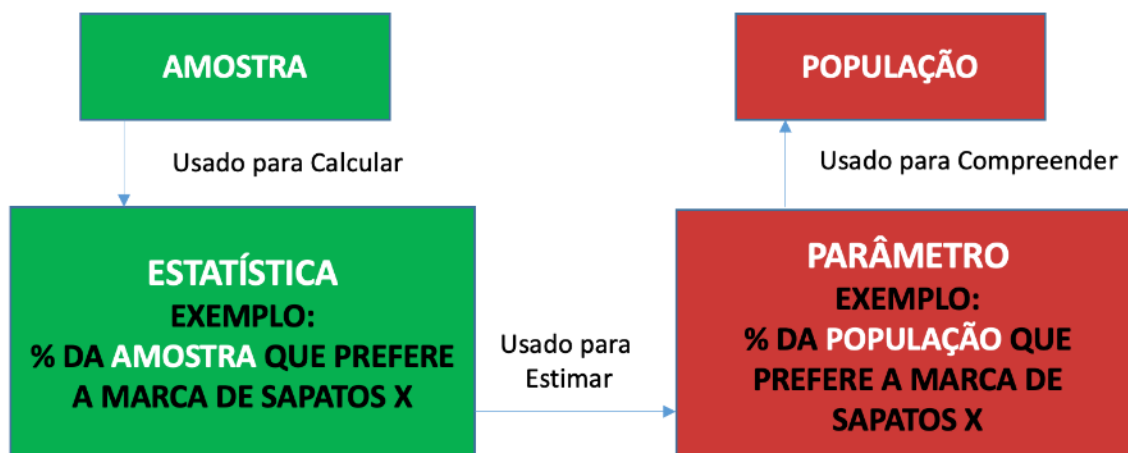 AMOSTRA
POPULAÇÃO
Usado para Calcular
Usado para Compreender
ESTATÍSTICA
EXEMPLO:
% DA AMOSTRA QUE PREFERE
A MARCA DE SAPATOS X
Usado para
Estimar
PARÂMETRO
EXEMPLO:
% DA POPULAÇÃO QUE
PREFERE A MARCA DE
SAPATOS X